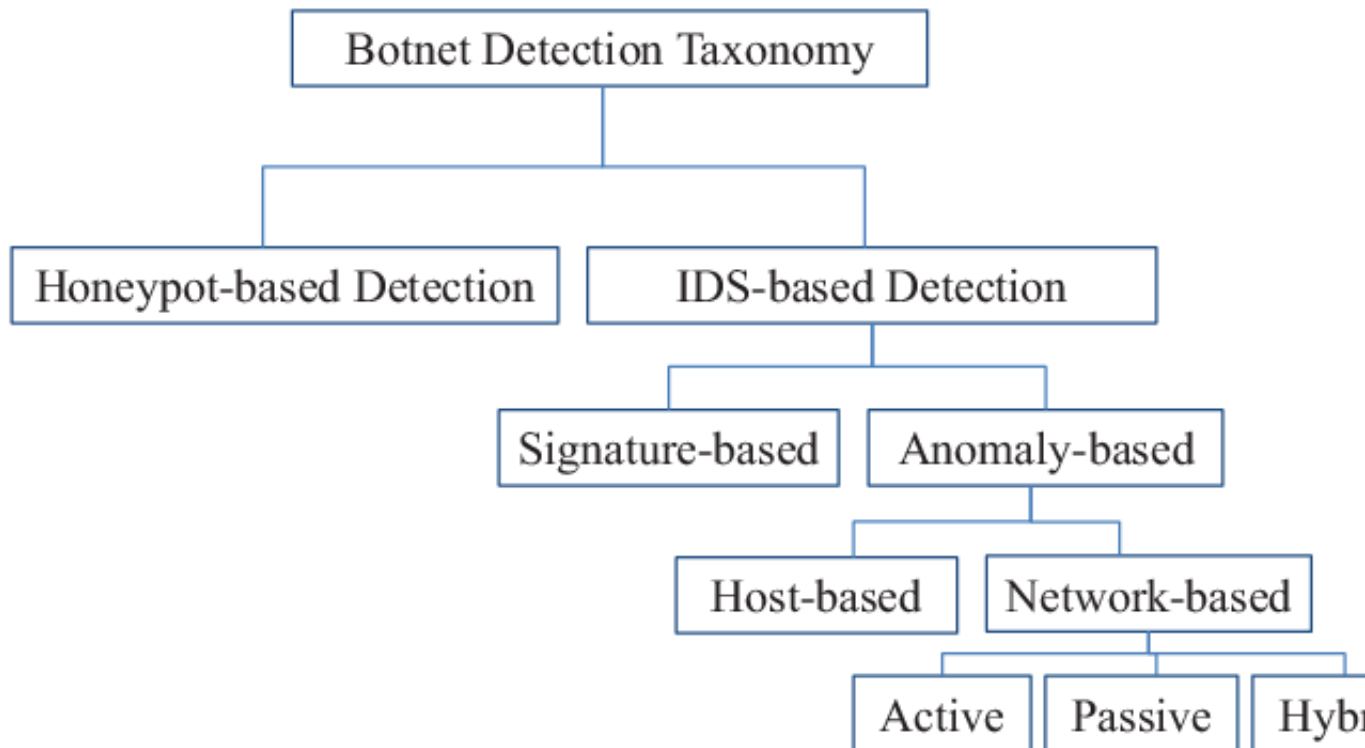 Botnet Detection Taxonomy
Honeypot-based Detection
IDS-based Detection
Signature-based
Anomaly-based
Host-based
Network-based
Active
Passive